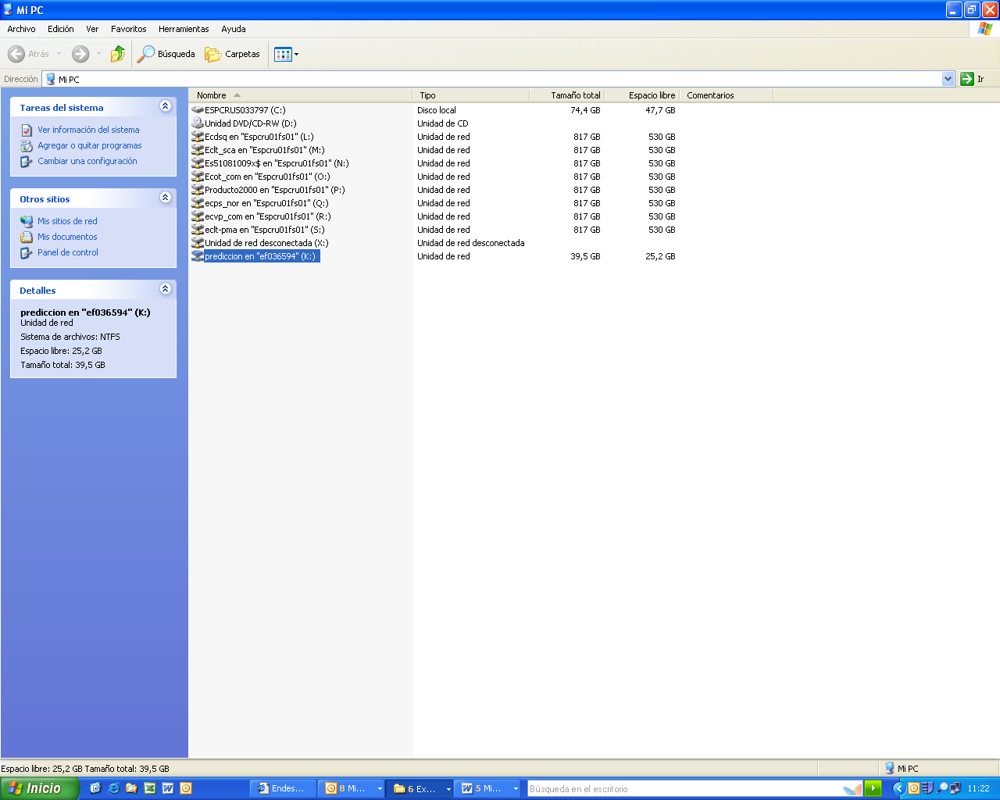 Mi PC
Archivo Edición Ver Favoritos Herramientas Ayuda
Atrás Búsqueda Carpetas
Dirección Mi PC Ir
Tareas del sistema
Ver información del sistema
Agregar o quitar programas
Cambiar una configuración
Otros sitios
Mis sitios de red
Mis documentos
Panel de control
Detalles
prediccion en "ef036594" (K:)
Unidad de red
Sistema de archivos: NTFS
Espacio libre: 25,2 GB
Tamaño total: 39,5 GB
Nombre Tipo Tamaño total Espacio libre Comentarios
ESPCRUS033797 (C:) Disco local 74,4 GB 47,7 GB
Unidad DVD/CD-RW (D:) Unidad de CD
Ecdsq en "Espcru01fs01" (L:) Unidad de red 817 GB 530 GB
Eclt_sca en "Espcru01fs01" (M:) Unidad de red 817 GB 530 GB
Es51081009x$ en "Espcru01fs01" (N:) Unidad de red 817 GB 530 GB
Ecot_com en "Espcru01fs01" (O:) Unidad de red 817 GB 530 GB
Producto2000 en "Espcru01fs01" (P:) Unidad de red 817 GB 530 GB
ecps_nor en "Espcru01fs01" (Q:) Unidad de red 817 GB 530 GB
ecvp_com en "Espcru01fs01" (R:) Unidad de red 817 GB 530 GB
eclt-pma en "Espcru01fs01" (S:) Unidad de red 817 GB 530 GB
Unidad de red desconectada (X:) Unidad de red desconectada
prediccion en "ef036594" (K:) Unidad de red 39,5 GB 25,2 GB
Espacio libre: 25,2 GB Tamaño total: 39,5 GB Mi PC
Inicio Endes... 8 Mi... 6 Ex... 5 Mi... Búsqueda en el escritorio 11:22